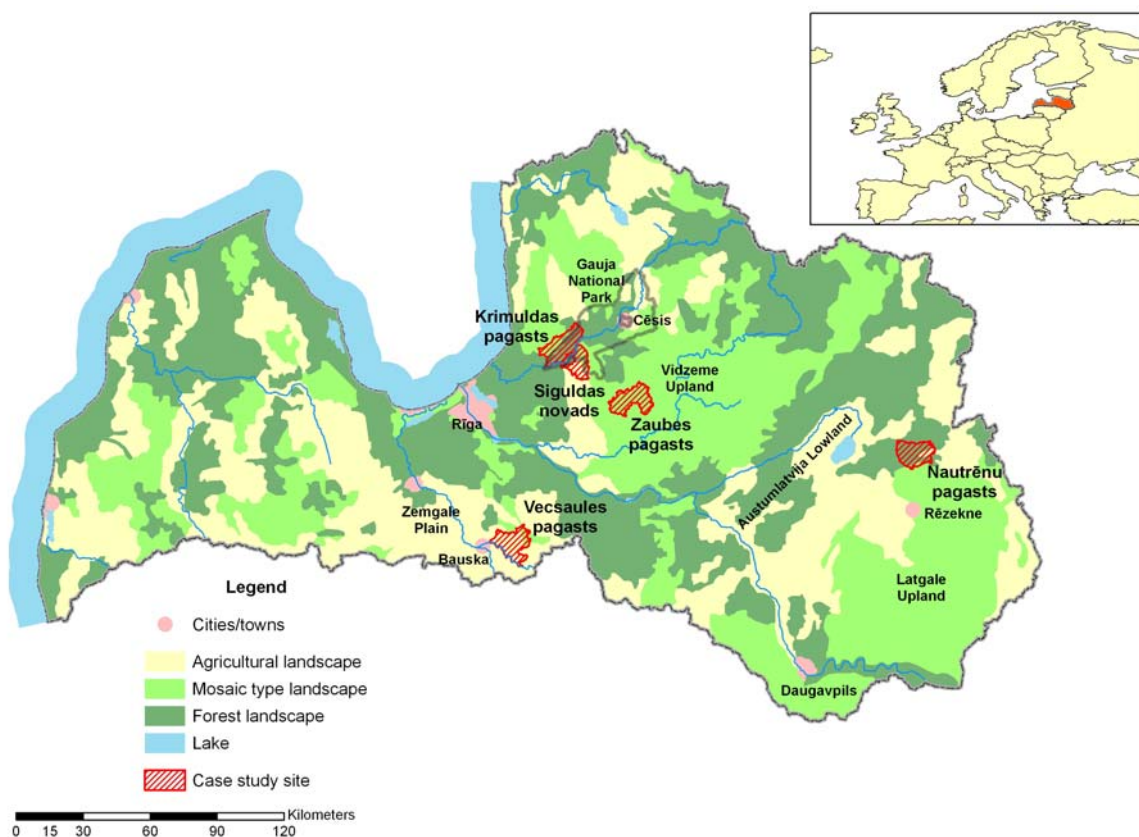 Gauja
National
Park
Krimuldas
pagasts
Cēsis
Siguldas
novads
Vidzeme
Upland
Zaubes
pagasts
Rīga
Austumlatvija Lowland
Nautrēnu
pagasts
Rēzekne
Zemgale
Plain
Vecsaules
pagasts
Bauska
Latgale
Upland
Daugavpils
Legend
Cities/towns
Agricultural landscape
Mosaic type landscape
Forest landscape
Lake
Case study site
Kilometers
0 15 30 60 90 120